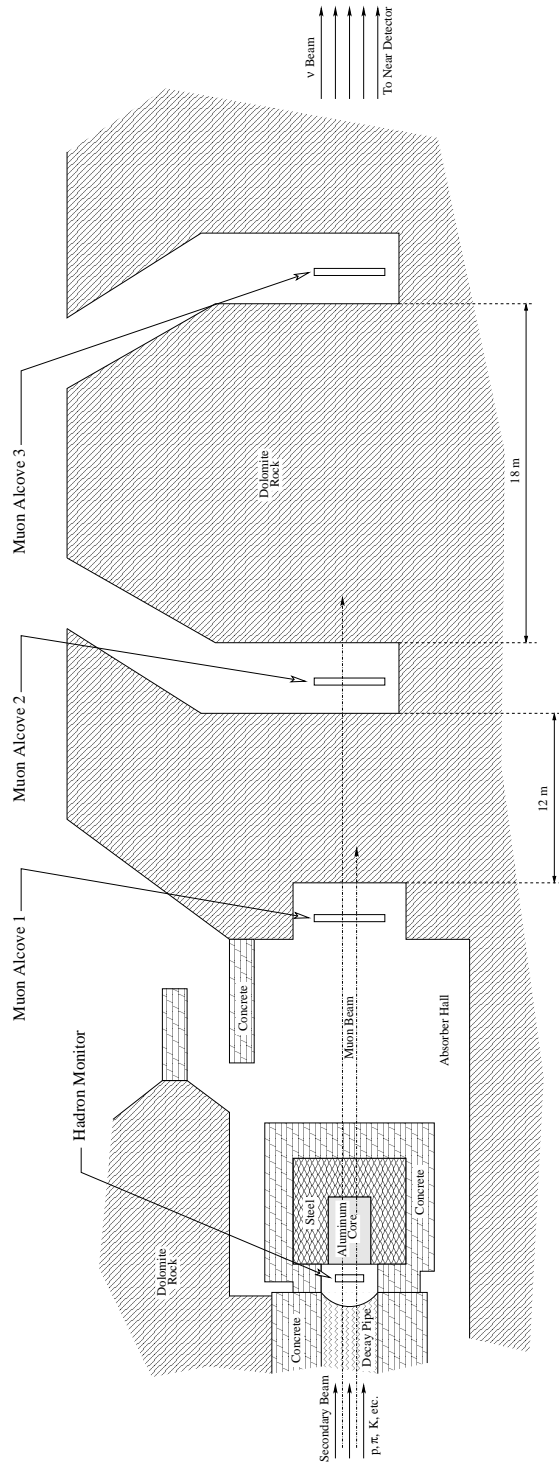 Muon Alcove 1
Muon Alcove 2
Muon Alcove 3
Hadron Monitor
Dolomite
Rock
Dolomite
Rock
Concrete
Concrete
Steel
Aluminum
Core
Concrete
Decay Pipe
Secondary Beam
p, π, K, etc.
Muon Beam
Absorber Hall
12 m
18 m
ν Beam
To Near Detector